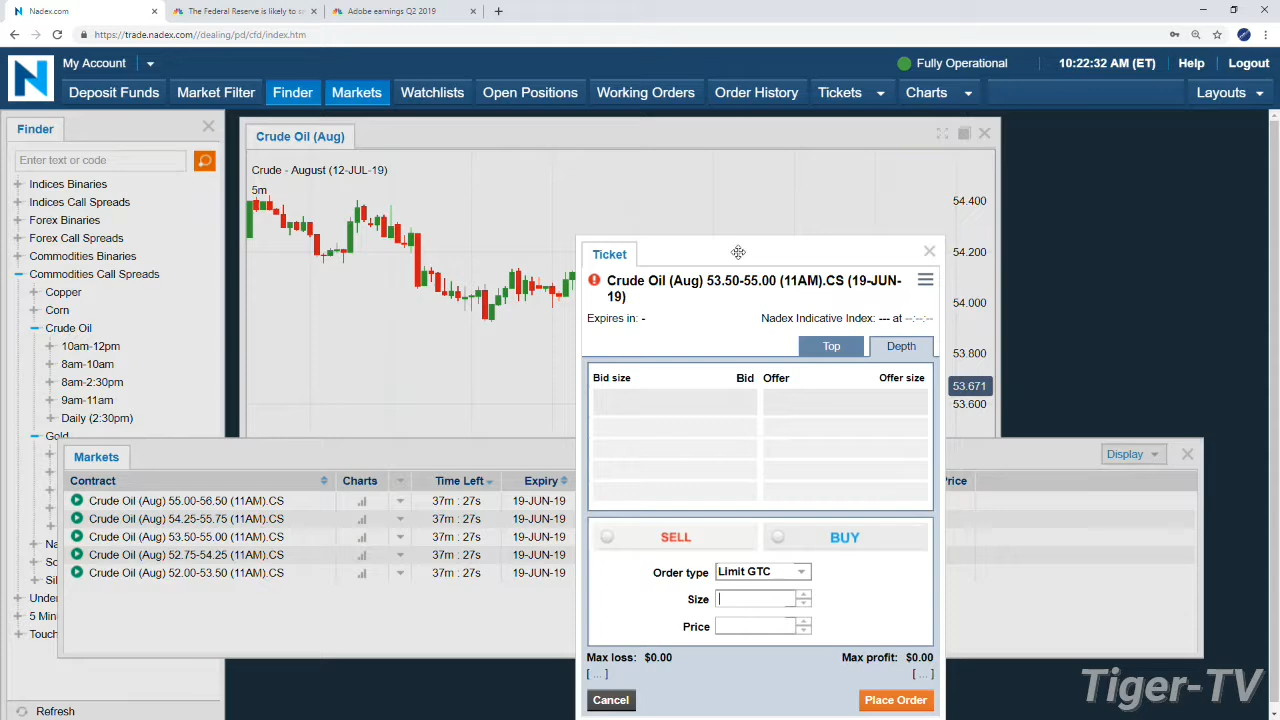 Nadex.com
The Federal Reserve is likely to s
Adobe earnings Q2 2019
https://trade.nadex.com//dealing/pd/cfd/index.htm
N
My Account
Fully Operational
10:22:32 AM (ET)
Help
Logout
Deposit Funds
Market Filter
Finder
Markets
Watchlists
Open Positions
Working Orders
Order History
Tickets
Charts
Layouts
Finder
Enter text or code
Indices Binaries
Indices Call Spreads
Forex Binaries
Forex Call Spreads
Commodities Binaries
Commodities Call Spreads
Copper
Corn
Crude Oil
10am-12pm
8am-10am
8am-2:30pm
9am-11am
Daily (2:30pm)
Gold
Na
So
Sil
Under
5 Min
Touch
Refresh
Crude Oil (Aug)
Crude - August (12-JUL-19)
5m
54.400
54.200
54.000
53.800
53.671
53.600
Ticket
Crude Oil (Aug) 53.50-55.00 (11AM).CS (19-JUN-
19)
Expires in: -
Nadex Indicative Index: --- at --:--:--
Top
Depth
Bid size
Bid
Offer
Offer size
SELL
BUY
Order type
Limit GTC
Size
Price
Max loss: $0.00
Max profit: $0.00
[ ... ]
[ ... ]
Cancel
Place Order
Markets
Display
Contract
Charts
Time Left
Expiry
rice
Crude Oil (Aug) 55.00-56.50 (11AM).CS
37m : 27s
19-JUN-19
Crude Oil (Aug) 54.25-55.75 (11AM).CS
37m : 27s
19-JUN-19
Crude Oil (Aug) 53.50-55.00 (11AM).CS
37m : 27s
19-JUN-19
Crude Oil (Aug) 52.75-54.25 (11AM).CS
37m : 27s
19-JUN-19
Crude Oil (Aug) 52.00-53.50 (11AM).CS
37m : 27s
19-JUN-19
Tiger-TV